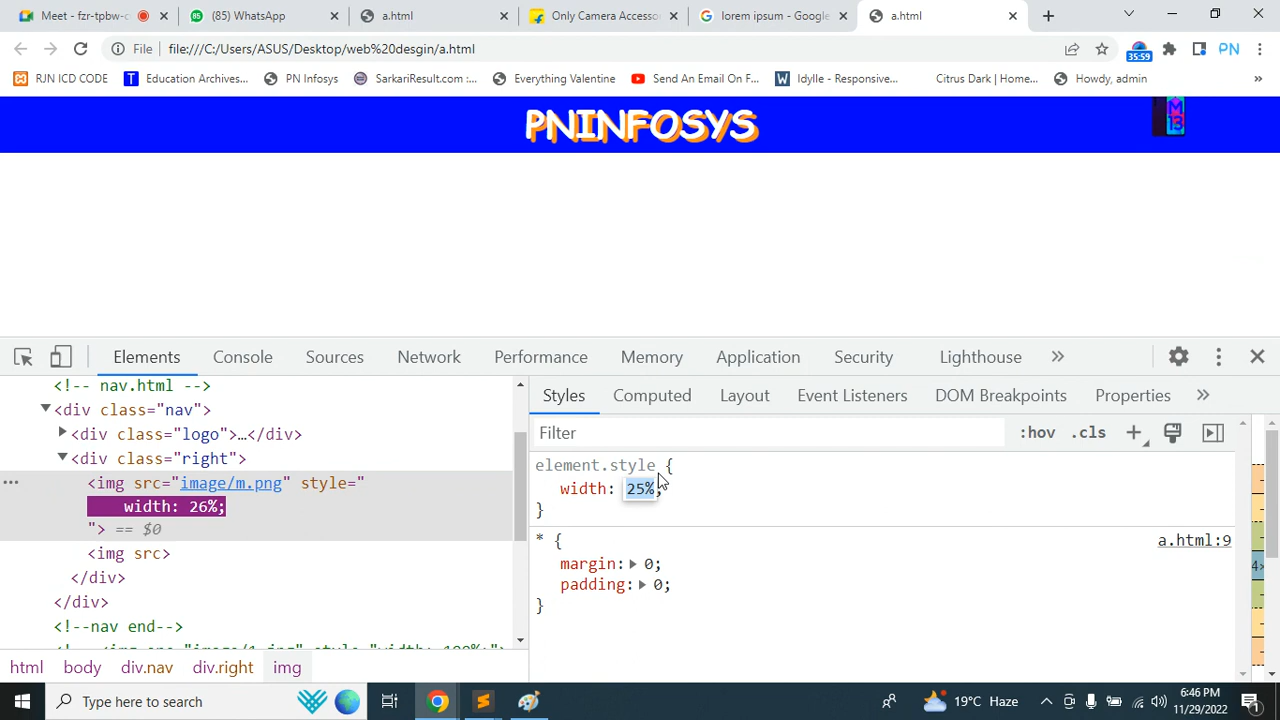 Meet - fzr-tpbw-c
(85) WhatsApp
a.html
Only Camera Accesso
lorem ipsum - Google
a.html
File
file:///C:/Users/ASUS/Desktop/web%20desgin/a.html
35:59
PN
RJN ICD CODE
Education Archives...
PN Infosys
SarkariResult.com :...
Everything Valentine
Send An Email On F...
Idylle - Responsive...
Citrus Dark | Home...
Howdy, admin
»
PNINFOSYS
M
13
Elements
Console
Sources
Network
Performance
Memory
Application
Security
Lighthouse
»
<!-- nav.html -->
<div class="nav">
<div class="logo">…</div>
<div class="right">
<img src="image/m.png" style="
width: 26%;
"> == $0
<img src>
</div>
</div>
<!--nav end-->
html
body
div.nav
div.right
img
Styles
Computed
Layout
Event Listeners
DOM Breakpoints
Properties
»
Filter
:hov
.cls
element.style {
width: 25%;
}
* {
a.html:9
margin: 0;
padding: 0;
}
Type here to search
19°C Haze
6:46 PM
11/29/2022
1